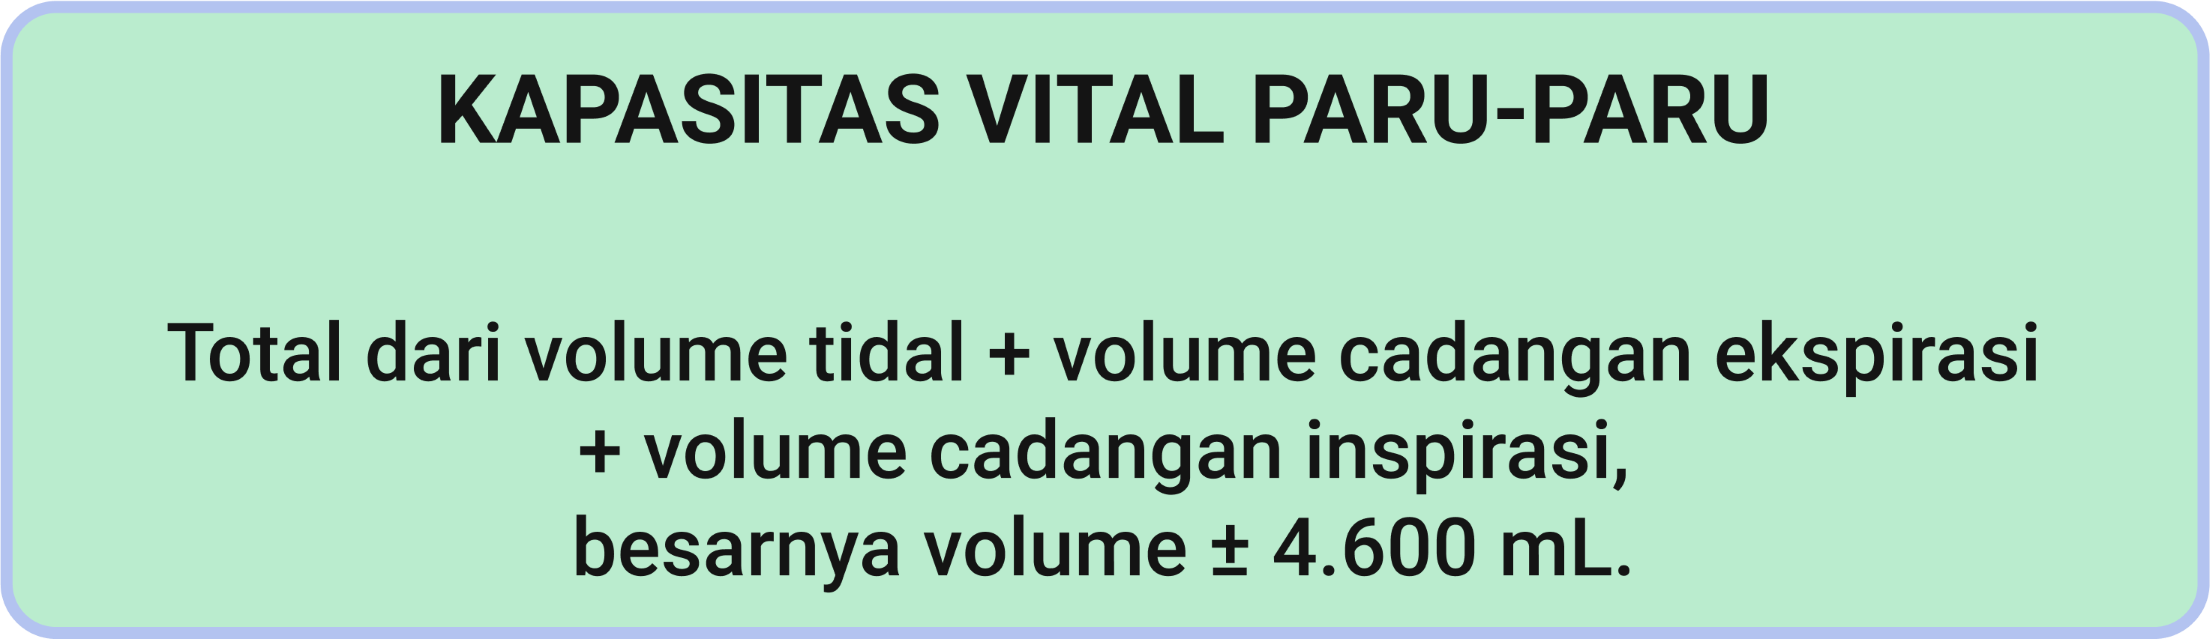 KAPASITAS VITAL PARU-PARU
Total dari volume tidal + volume cadangan ekspirasi
+ volume cadangan inspirasi,
besarnya volume ± 4.600 mL.